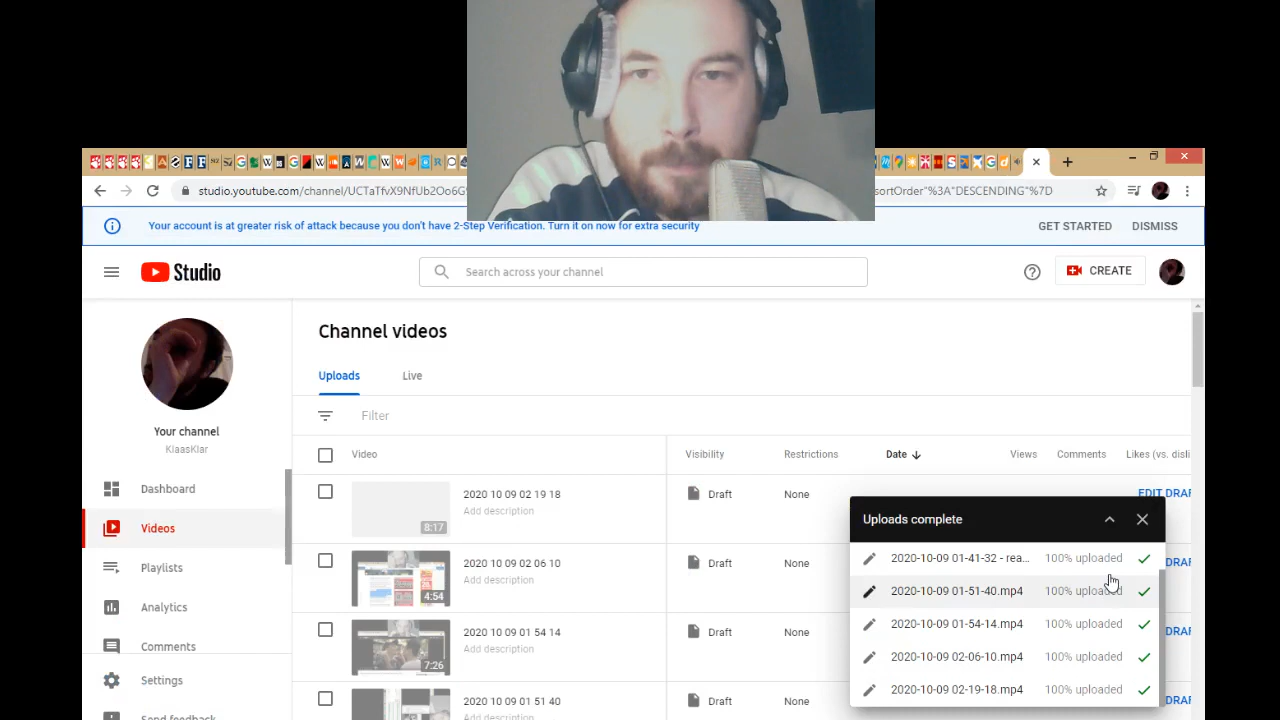 studio.youtube.com/channel/UCTaTfvX9NfUb2Oo6G
sortOrder"%3A"DESCENDING"%7D
Your account is at greater risk of attack because you don't have 2-Step Verification. Turn it on now for extra security
GET STARTED
DISMISS
Studio
Search across your channel
CREATE
Channel videos
Uploads
Live
Filter
Your channel
KlaasKlar
Dashboard
Videos
Playlists
Analytics
Comments
Settings
Send feedback
Video
Visibility
Restrictions
Date
Views
Comments
Likes (vs. disli
8:17
2020 10 09 02 19 18
Add description
Draft
None
EDIT DRAF
4:54
2020 10 09 02 06 10
Add description
Draft
None
DRAF
7:26
2020 10 09 01 54 14
Add description
Draft
None
DRAF
2020 10 09 01 51 40
Add description
Draft
None
DRAF
Uploads complete
2020-10-09 01-41-32 - rea...
100% uploaded
2020-10-09 01-51-40.mp4
100% uploaded
2020-10-09 01-54-14.mp4
100% uploaded
2020-10-09 02-06-10.mp4
100% uploaded
2020-10-09 02-19-18.mp4
100% uploaded